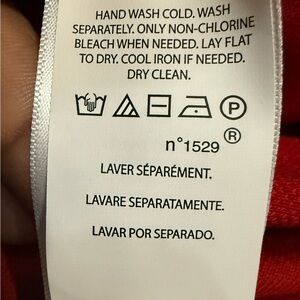 HAND WASH COLD. WASH
SEPARATELY. ONLY NON-CHLORINE
BLEACH WHEN NEEDED. LAY FLAT
TO DRY. COOL IRON IF NEEDED.
DRY CLEAN.
P
n°1529®
LAVER SÉPARÉMENT.
LAVARE SEPARATAMENTE.
LAVAR POR SEPARADO.